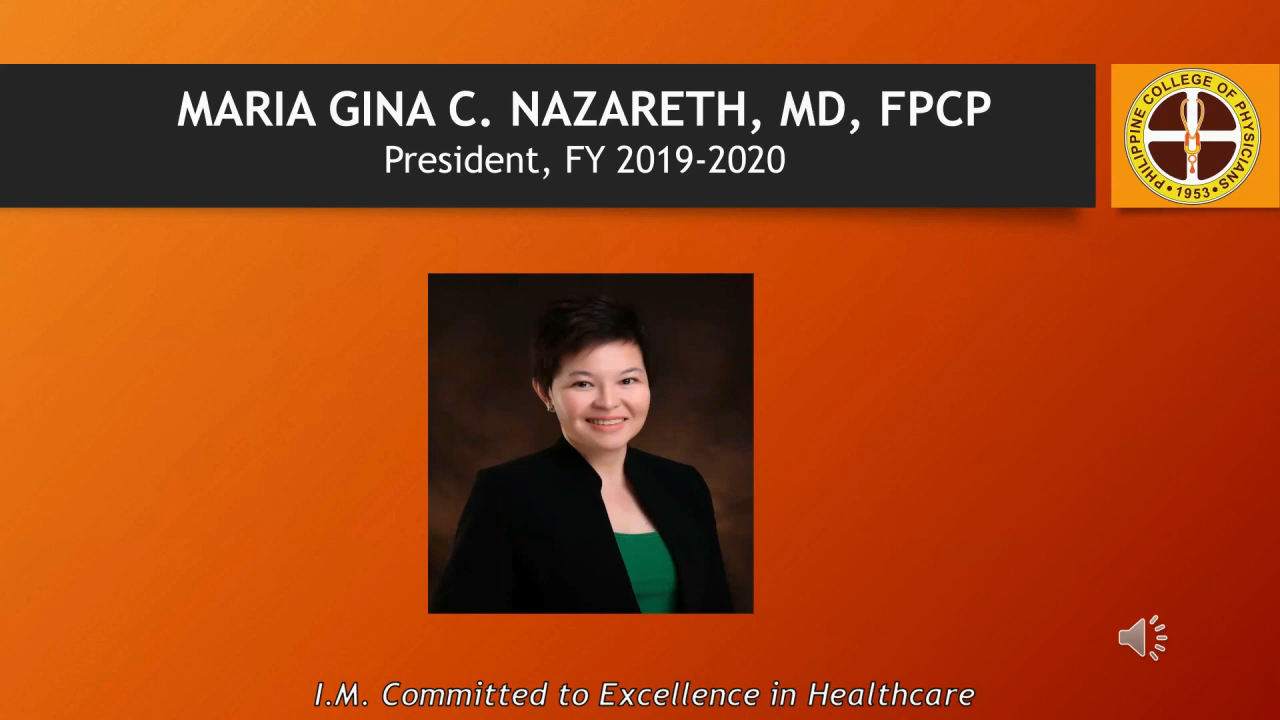 MARIA GINA C. NAZARETH, MD, FPCP
President, FY 2019-2020
PHILIPPINE COLLEGE OF PHYSICIANS
• 1953 •
I.M. Committed to Excellence in Healthcare